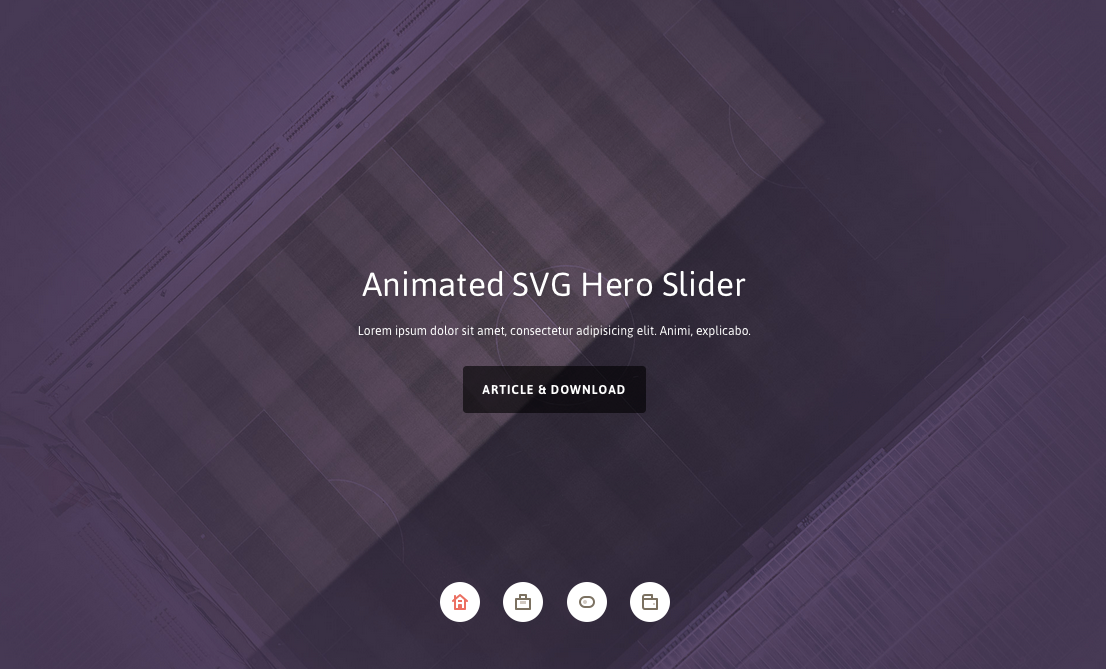 Animated SVG Hero Slider
Lorem ipsum dolor sit amet, consectetur adipisicing elit. Animi, explicabo.
ARTICLE & DOWNLOAD